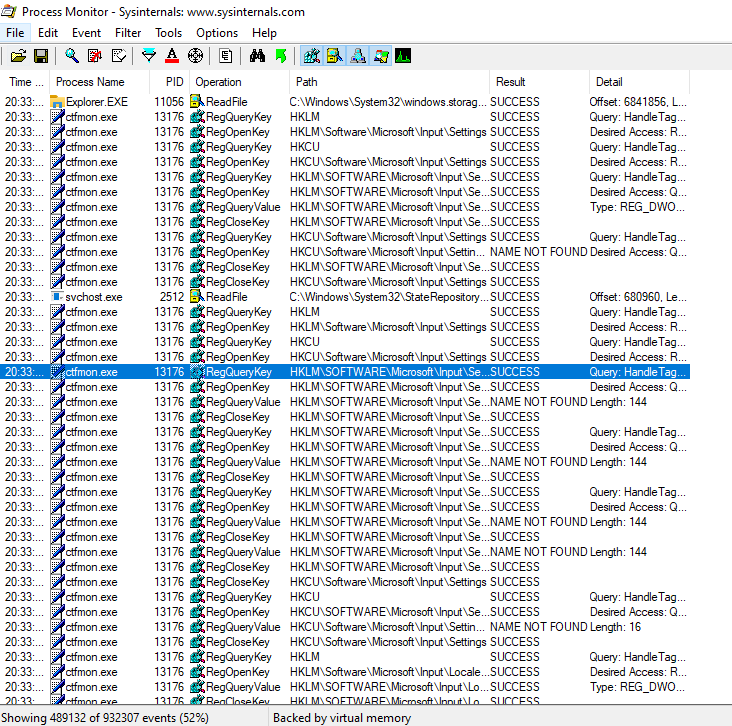 Process Monitor - Sysinternals: www.sysinternals.com
File Edit Event Filter Tools Options Help
Time ... Process Name PID Operation Path Result Detail
20:33:... Explorer.EXE 11056 ReadFile C:\Windows\System32\windows.storag... SUCCESS Offset: 6841856, L...
20:33:... ctfmon.exe 13176 RegQueryKey HKLM SUCCESS Query: HandleTag...
20:33:... ctfmon.exe 13176 RegOpenKey HKLM\Software\Microsoft\Input\Settings SUCCESS Desired Access: R...
20:33:... ctfmon.exe 13176 RegQueryKey HKCU SUCCESS Query: HandleTag...
20:33:... ctfmon.exe 13176 RegOpenKey HKCU\Software\Microsoft\Input\Settings SUCCESS Desired Access: R...
20:33:... ctfmon.exe 13176 RegQueryKey HKLM\SOFTWARE\Microsoft\Input\Se... SUCCESS Query: HandleTag...
20:33:... ctfmon.exe 13176 RegOpenKey HKLM\SOFTWARE\Microsoft\Input\Se... SUCCESS Desired Access: Q...
20:33:... ctfmon.exe 13176 RegQueryValue HKLM\SOFTWARE\Microsoft\Input\Se... SUCCESS Type: REG_DWO...
20:33:... ctfmon.exe 13176 RegCloseKey HKLM\SOFTWARE\Microsoft\Input\Se... SUCCESS
20:33:... ctfmon.exe 13176 RegQueryKey HKCU\Software\Microsoft\Input\Settings SUCCESS Query: HandleTag...
20:33:... ctfmon.exe 13176 RegOpenKey HKCU\Software\Microsoft\Input\Settin... NAME NOT FOUND Desired Access: Q...
20:33:... ctfmon.exe 13176 RegCloseKey HKLM\SOFTWARE\Microsoft\Input\Se... SUCCESS
20:33:... ctfmon.exe 13176 RegCloseKey HKCU\Software\Microsoft\Input\Settings SUCCESS
20:33:... svchost.exe 2512 ReadFile C:\Windows\System32\StateRepository... SUCCESS Offset: 680960, Le...
20:33:... ctfmon.exe 13176 RegQueryKey HKLM SUCCESS Query: HandleTag...
20:33:... ctfmon.exe 13176 RegOpenKey HKLM\Software\Microsoft\Input\Settings SUCCESS Desired Access: R...
20:33:... ctfmon.exe 13176 RegQueryKey HKCU SUCCESS Query: HandleTag...
20:33:... ctfmon.exe 13176 RegOpenKey HKCU\Software\Microsoft\Input\Settings SUCCESS Desired Access: R...
20:33:... ctfmon.exe 13176 RegQueryKey HKLM\SOFTWARE\Microsoft\Input\Se... SUCCESS Query: HandleTag...
20:33:... ctfmon.exe 13176 RegOpenKey HKLM\SOFTWARE\Microsoft\Input\Se... SUCCESS Desired Access: Q...
20:33:... ctfmon.exe 13176 RegQueryValue HKLM\SOFTWARE\Microsoft\Input\Se... NAME NOT FOUND Length: 144
20:33:... ctfmon.exe 13176 RegCloseKey HKLM\SOFTWARE\Microsoft\Input\Se... SUCCESS
20:33:... ctfmon.exe 13176 RegQueryKey HKLM\SOFTWARE\Microsoft\Input\Se... SUCCESS Query: HandleTag...
20:33:... ctfmon.exe 13176 RegOpenKey HKLM\SOFTWARE\Microsoft\Input\Se... SUCCESS Desired Access: Q...
20:33:... ctfmon.exe 13176 RegQueryValue HKLM\SOFTWARE\Microsoft\Input\Se... NAME NOT FOUND Length: 144
20:33:... ctfmon.exe 13176 RegCloseKey HKLM\SOFTWARE\Microsoft\Input\Se... SUCCESS
20:33:... ctfmon.exe 13176 RegQueryKey HKLM\SOFTWARE\Microsoft\Input\Se... SUCCESS Query: HandleTag...
20:33:... ctfmon.exe 13176 RegOpenKey HKLM\SOFTWARE\Microsoft\Input\Se... SUCCESS Desired Access: Q...
20:33:... ctfmon.exe 13176 RegQueryValue HKLM\SOFTWARE\Microsoft\Input\Se... NAME NOT FOUND Length: 144
20:33:... ctfmon.exe 13176 RegCloseKey HKLM\SOFTWARE\Microsoft\Input\Se... SUCCESS
20:33:... ctfmon.exe 13176 RegQueryValue HKLM\SOFTWARE\Microsoft\Input\Se... NAME NOT FOUND Length: 144
20:33:... ctfmon.exe 13176 RegCloseKey HKLM\SOFTWARE\Microsoft\Input\Se... SUCCESS
20:33:... ctfmon.exe 13176 RegCloseKey HKCU\Software\Microsoft\Input\Settings SUCCESS
20:33:... ctfmon.exe 13176 RegQueryKey HKCU SUCCESS Query: HandleTag...
20:33:... ctfmon.exe 13176 RegOpenKey HKCU\SOFTWARE\Microsoft\Input\Se... SUCCESS Desired Access: Q...
20:33:... ctfmon.exe 13176 RegQueryValue HKCU\Software\Microsoft\Input\Settin... NAME NOT FOUND Length: 16
20:33:... ctfmon.exe 13176 RegCloseKey HKCU\Software\Microsoft\Input\Settings SUCCESS
20:33:... ctfmon.exe 13176 RegQueryKey HKLM SUCCESS Query: HandleTag...
20:33:... ctfmon.exe 13176 RegOpenKey HKLM\Software\Microsoft\Input\Locale... SUCCESS Desired Access: R...
20:33:... ctfmon.exe 13176 RegQueryValue HKLM\SOFTWARE\Microsoft\Input\Lo... SUCCESS Type: REG_DWO...
20:33:... ctfmon.exe 13176 RegCloseKey HKLM\SOFTWARE\Microsoft\Input\Lo... SUCCESS
Showing 489132 of 932307 events (52%) Backed by virtual memory